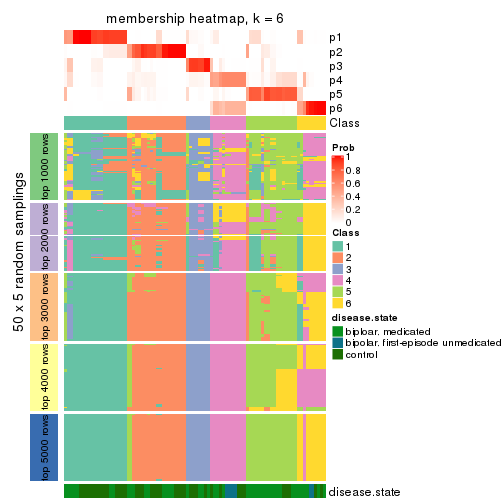 membership heatmap, k = 6
p1
p2
p3
p4
p5
p6
Class
50 x 5 random samplings
top 1000 rows
top 2000 rows
top 3000 rows
top 4000 rows
top 5000 rows
Prob
1
0.8
0.6
0.4
0.2
0
Class
1
2
3
4
5
6
disease.state
biploar. medicated
bipolar. first-episode unmedicated
control
disease.state